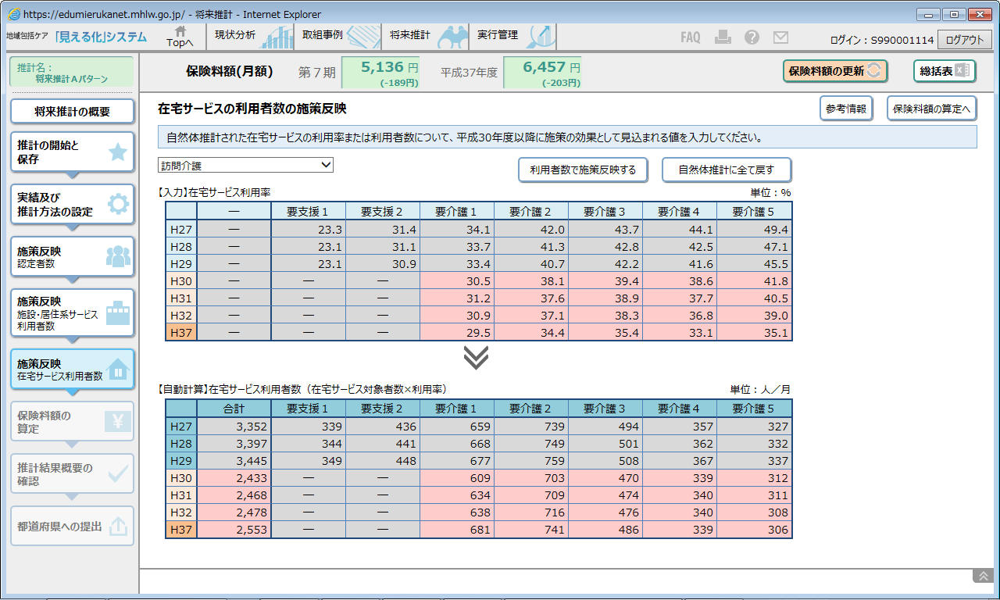 https://edumierukanet.mhlw.go.jp/ - 将来推計 - Internet Explorer
地域包括ケア「見える化」システム
Topへ
現状分析
取組事例
将来推計
実行管理
FAQ
ログイン：S990001114
ログアウト
推計名：
将来推計Aパターン
保険料額(月額)
第７期
5,136 円
(-189円)
平成37年度
6,457 円
(-203円)
保険料額の更新
総括表
将来推計の概要
推計の開始と
保存
実績及び
推計方法の設定
施策反映
認定者数
施策反映
施設・居住系サービス
利用者数
施策反映
在宅サービス利用者数
保険料額の
算定
¥
推計結果概要の
確認
都道府県への提出
在宅サービスの利用者数の施策反映
参考情報
保険料額の算定へ
自然体推計された在宅サービスの利用率または利用者数について、平成30年度以降に施策の効果として見込まれる値を入力してください。
訪問介護
利用者数で施策反映する
自然体推計に全て戻す
【入力】在宅サービス利用率
単位：％
― 要支援１ 要支援２ 要介護１ 要介護２ 要介護３ 要介護４ 要介護５
H27 ― 23.3 31.4 34.1 42.0 43.7 44.1 49.4
H28 ― 23.1 31.1 33.7 41.3 42.8 42.5 47.1
H29 ― 23.1 30.9 33.4 40.7 42.2 41.6 45.5
H30 ― ― ― 30.5 38.1 39.4 38.6 41.8
H31 ― ― ― 31.2 37.6 38.9 37.7 40.5
H32 ― ― ― 30.9 37.1 38.3 36.8 39.0
H37 ― ― ― 29.5 34.4 35.4 33.1 35.1
【自動計算】在宅サービス利用者数（在宅サービス対象者数×利用率）
単位：人／月
合計 要支援１ 要支援２ 要介護１ 要介護２ 要介護３ 要介護４ 要介護５
H27 3,352 339 436 659 739 494 357 327
H28 3,397 344 441 668 749 501 362 332
H29 3,445 349 448 677 759 508 367 337
H30 2,433 ― ― 609 703 470 339 312
H31 2,468 ― ― 634 709 474 340 311
H32 2,478 ― ― 638 716 476 340 308
H37 2,553 ― ― 681 741 486 339 306